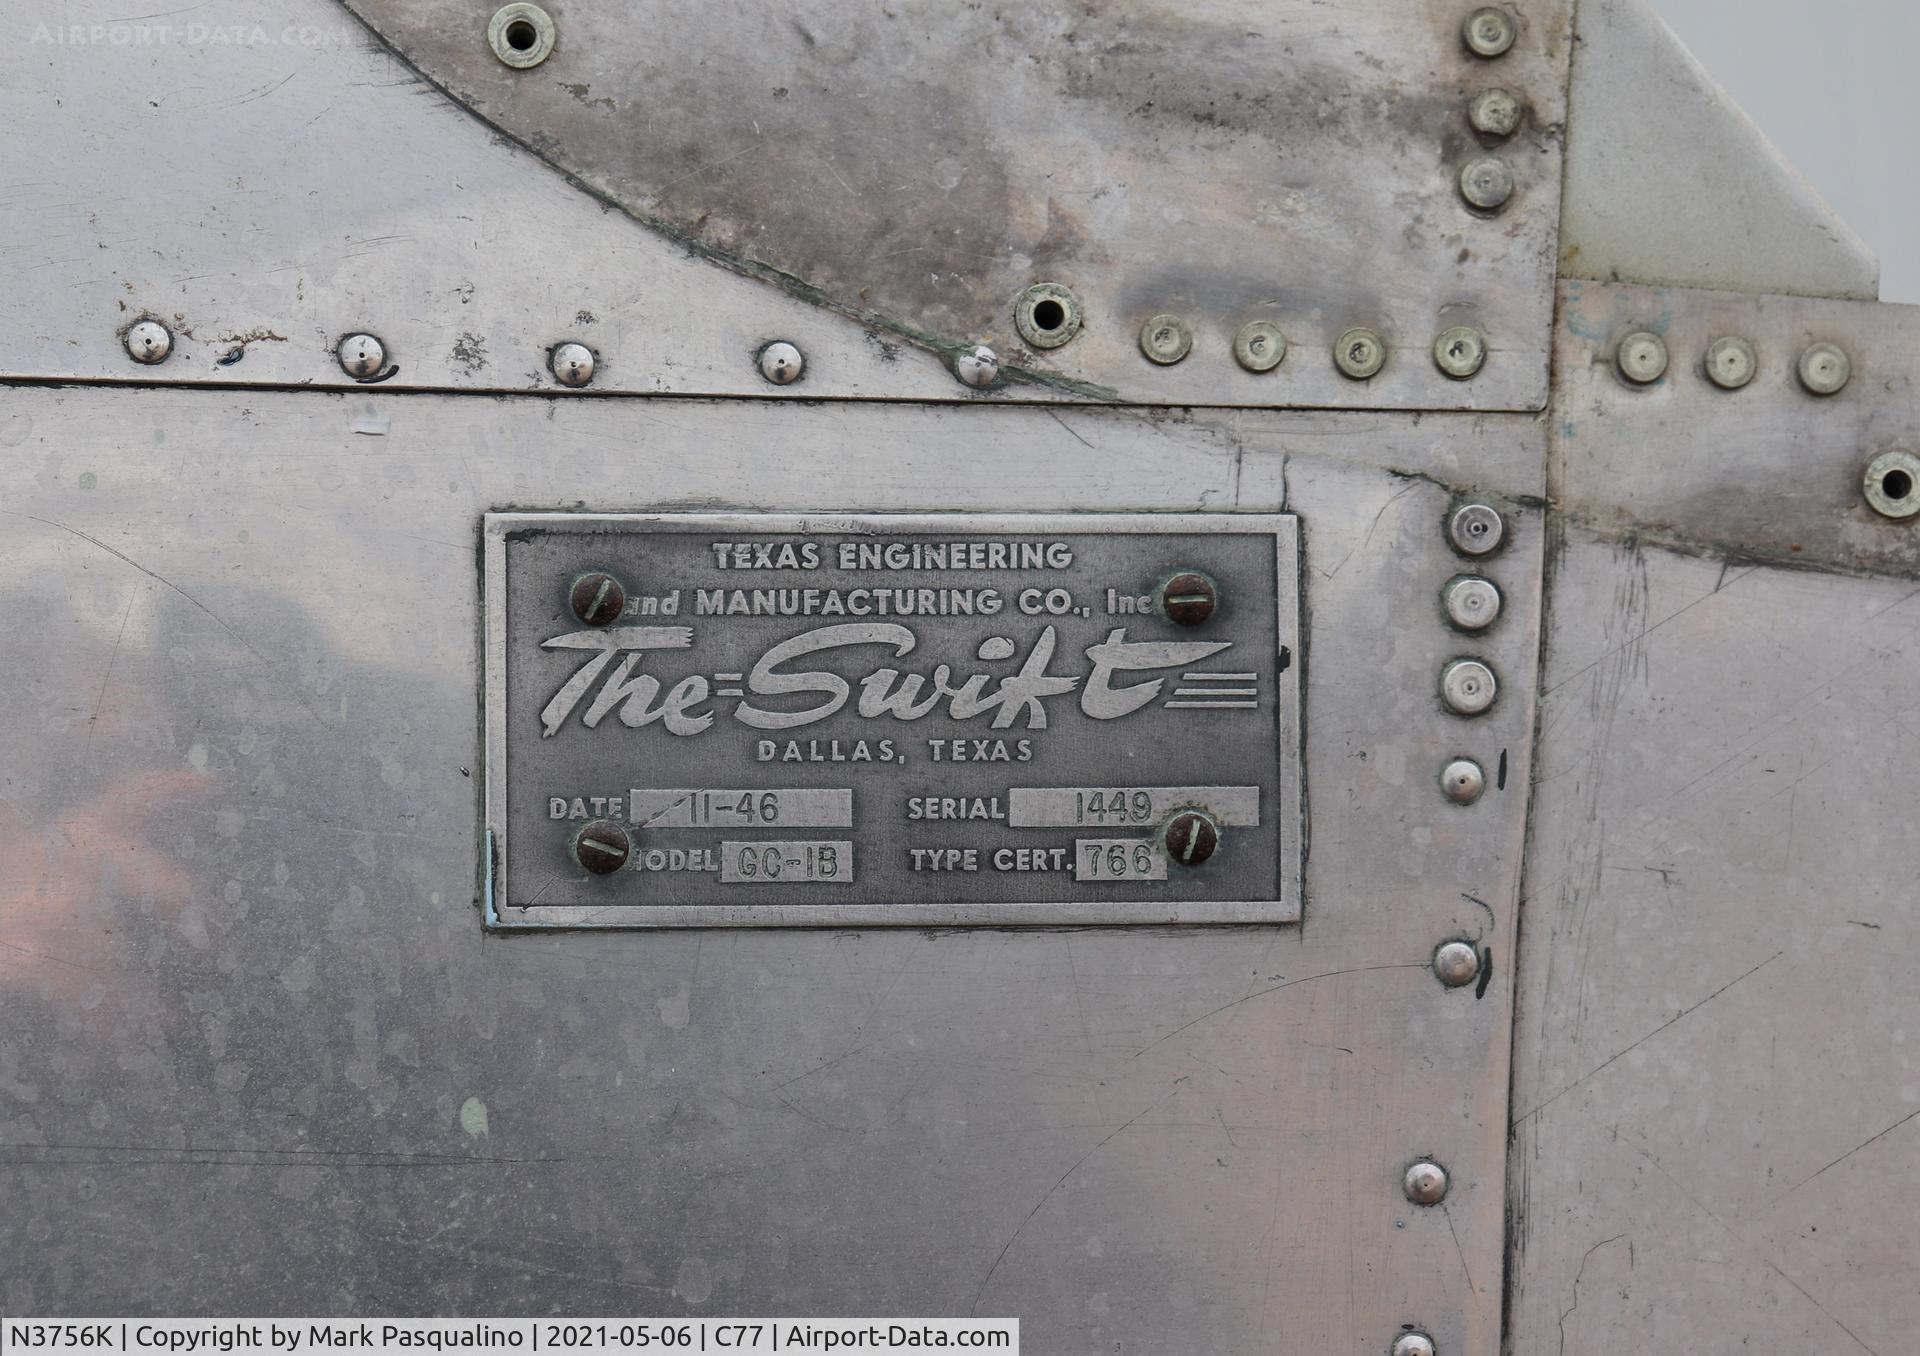 AIRPORT-DATA.COM
TEXAS ENGINEERING
and MANUFACTURING CO., Inc
The Swift
DALLAS, TEXAS
DATE 11-46 SERIAL 1449
MODEL GC-1B TYPE CERT. 766
N3756K | Copyright by Mark Pasqualino | 2021-05-06 | C77 | Airport-Data.com